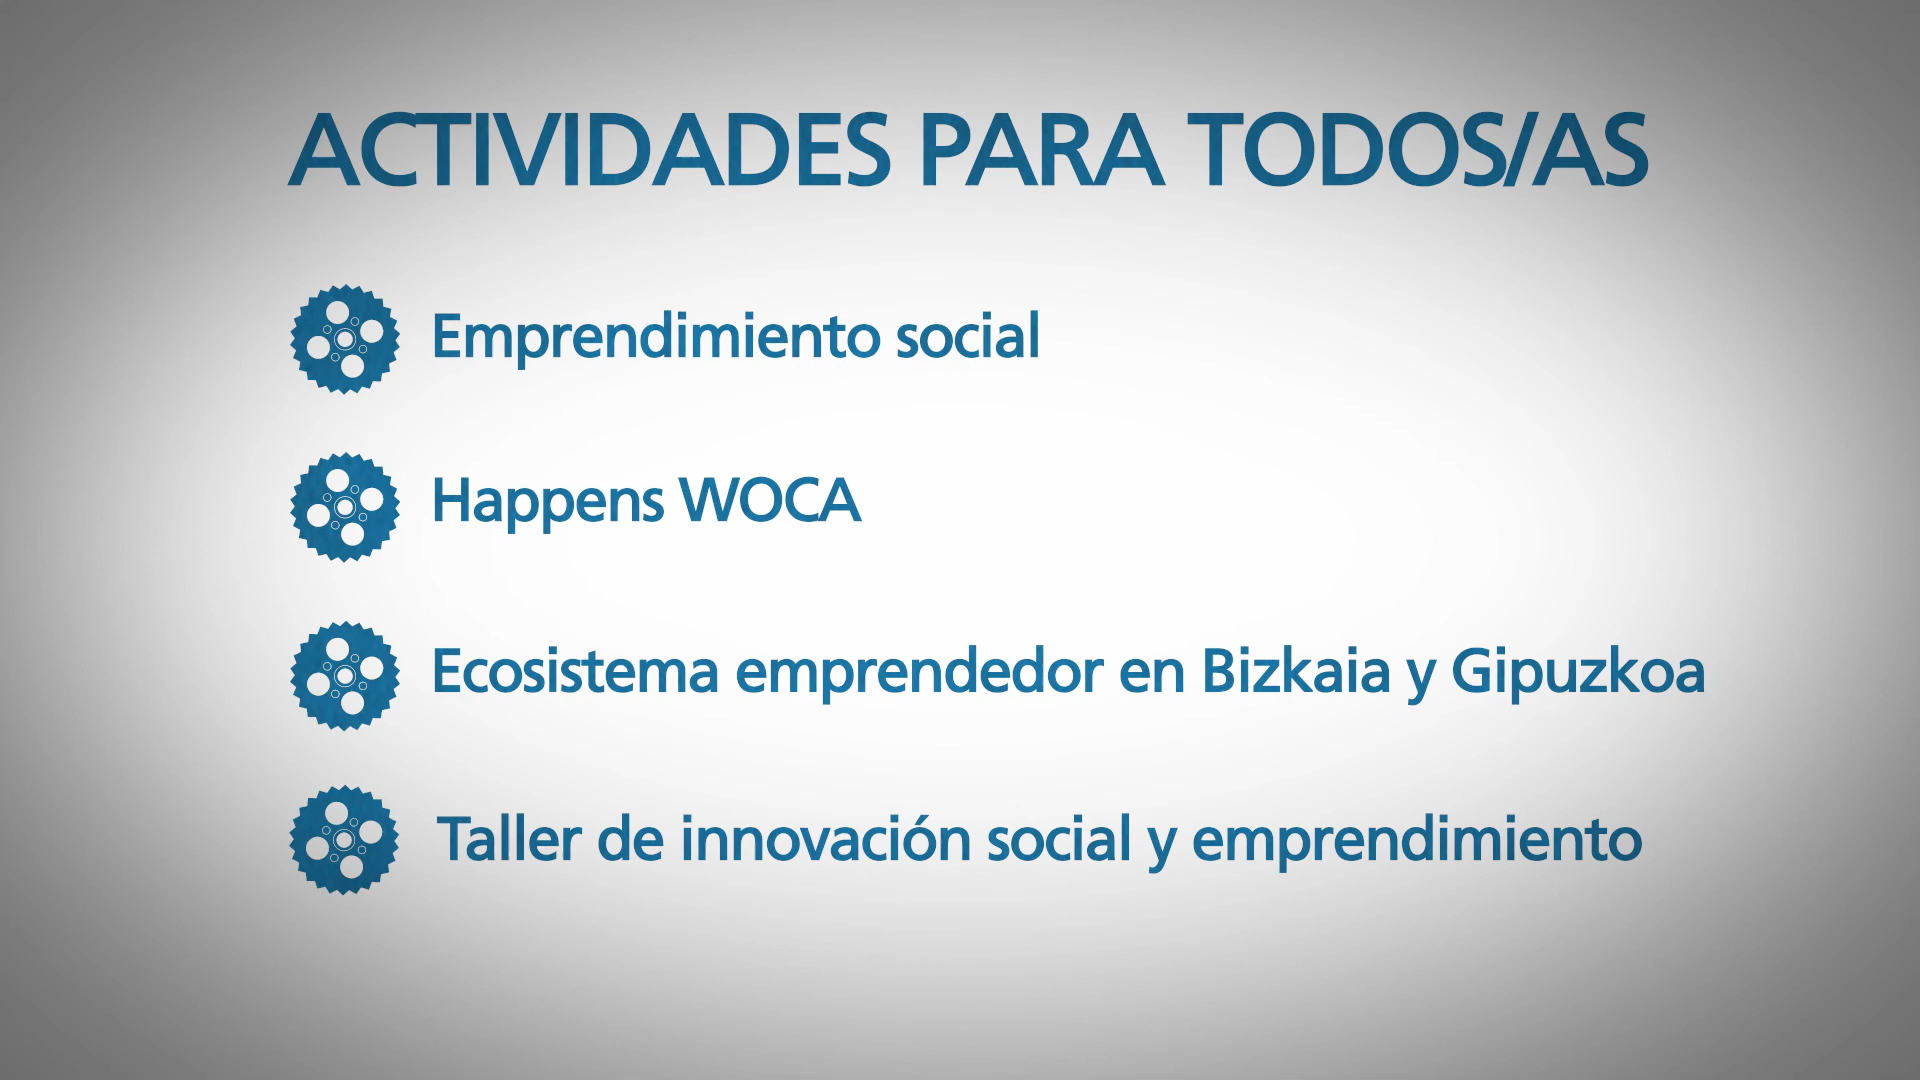 ACTIVIDADES PARA TODOS/AS
Emprendimiento social
Happens WOCA
Ecosistema emprendedor en Bizkaia y Gipuzkoa
Taller de innovación social y emprendimiento